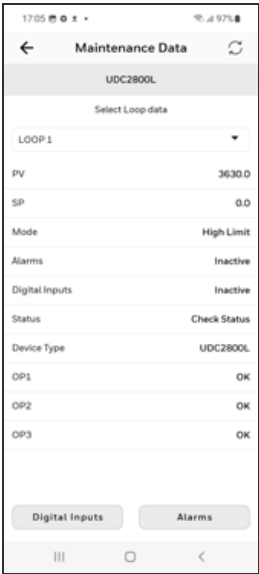 17:05 97%
Maintenance Data
UDC2800L
Select Loop data
LOOP 1
PV 3630.0
SP 0.0
Mode High Limit
Alarms Inactive
Digital Inputs Inactive
Status Check Status
Device Type UDC2800L
OP1 OK
OP2 OK
OP3 OK
Digital Inputs Alarms